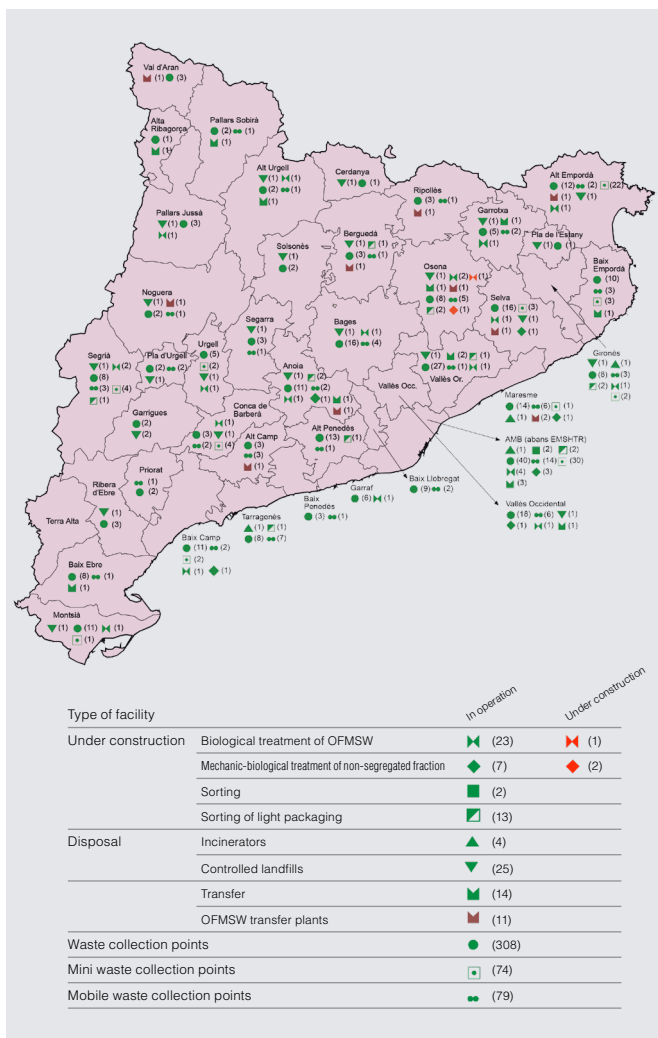 Val d'Aran
(1) (3)
Alta
Ribagorça
(1)
(1)
Pallars Sobirà
(2) (1)
(1)
Alt Urgell
(1) (1)
(2) (1)
(1)
Cerdanya
(1) (1)
Ripollès
(3) (1)
(1)
Alt Empordà
(12) (2) (22)
(1) (1)
(1)
Garrotxa
(1) (1)
(5) (2)
(1)
Pla de l'Estany
(1) (1)
Pallars Jussà
(1) (3)
(1)
Solsonès
(1)
(2)
Berguedà
(1) (1)
(3) (1)
(1)
Osona
(1) (2) (1)
(1) (1)
(8) (5)
(2) (1)
Baix
Empordà
(10)
(3)
(3)
(1)
Noguera
(1) (1)
(2) (1)
Selva
(16) (3)
(1) (1)
(1) (1)
Segarra
(1)
(3)
(1)
Bages
(1) (1)
(16) (4)
Gironès
(1) (1)
(8) (3)
(2) (1)
(2)
Segrià
(1) (2)
(8)
(3) (4)
(1)
Pla d'Urgell
(2) (2)
(1)
Urgell
(5)
(2)
(1)
(1)
Anoia
(1) (2)
(11) (2)
(1) (1) (1)
(1)
(1) (2) (1)
(27) (1) (1)
Vallès Or.
Vallès Occ.
Maresme
(14) (6) (1)
(1) (2) (1)
Garrigues
(2)
(2)
Conca de
Barberà
(1)
(3) (1)
(2) (4)
Alt Camp
(3)
(3)
(1)
Alt Penedès
(13) (1)
(1)
AMB (abans EMSHTR)
(1) (2) (2)
(40) (14) (30)
(4) (3)
(3)
Priorat
(1)
(2)
Ribera
d'Ebre
(1)
(3)
Terra Alta
Baix Llobregat
(9) (2)
Garraf
(6) (1)
Baix
Penedès
(3) (1)
Vallès Occidental
(18) (6) (1)
(1) (1) (1)
Tarragonès
(1) (1)
(8) (7)
Baix Camp
(11) (2)
(2)
(1) (1)
Baix Ebre
(8) (1)
(1)
Montsià
(1) (11) (1)
(1)
Type of facility In operation Under construction
Under construction Biological treatment of OFMSW (23) (1)
Mechanic-biological treatment of non-segregated fraction (7) (2)
Sorting (2)
Sorting of light packaging (13)
Disposal Incinerators (4)
Controlled landfills (25)
Transfer (14)
OFMSW transfer plants (11)
Waste collection points (308)
Mini waste collection points (74)
Mobile waste collection points (79)